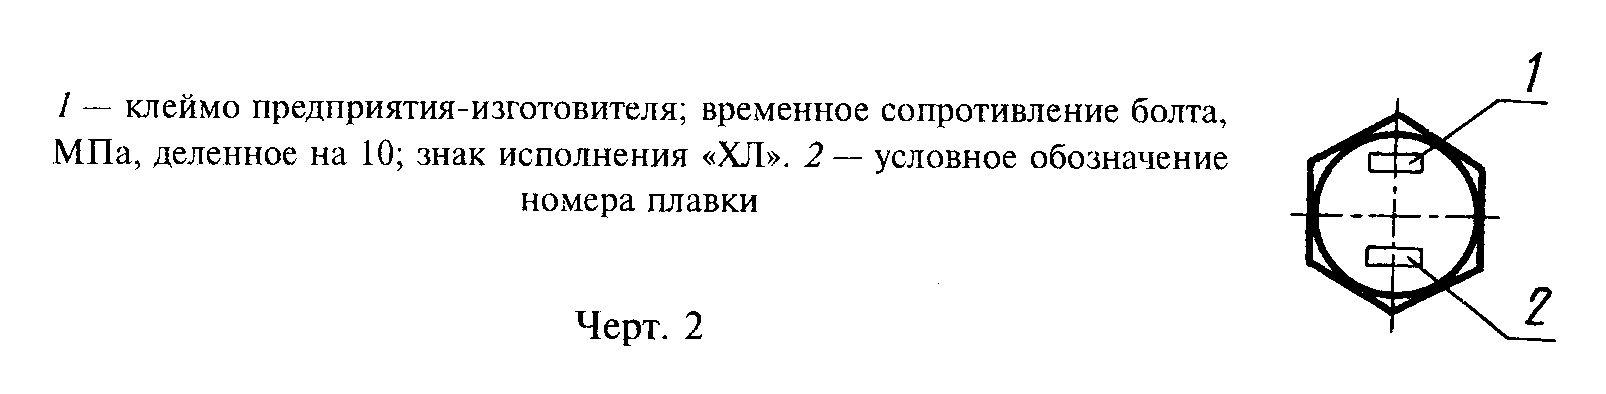 1 — клеймо предприятия-изготовителя; временное сопротивление болта,
МПа, деленное на 10; знак исполнения «ХЛ». 2 — условное обозначение
номера плавки
Черт. 2
1
2